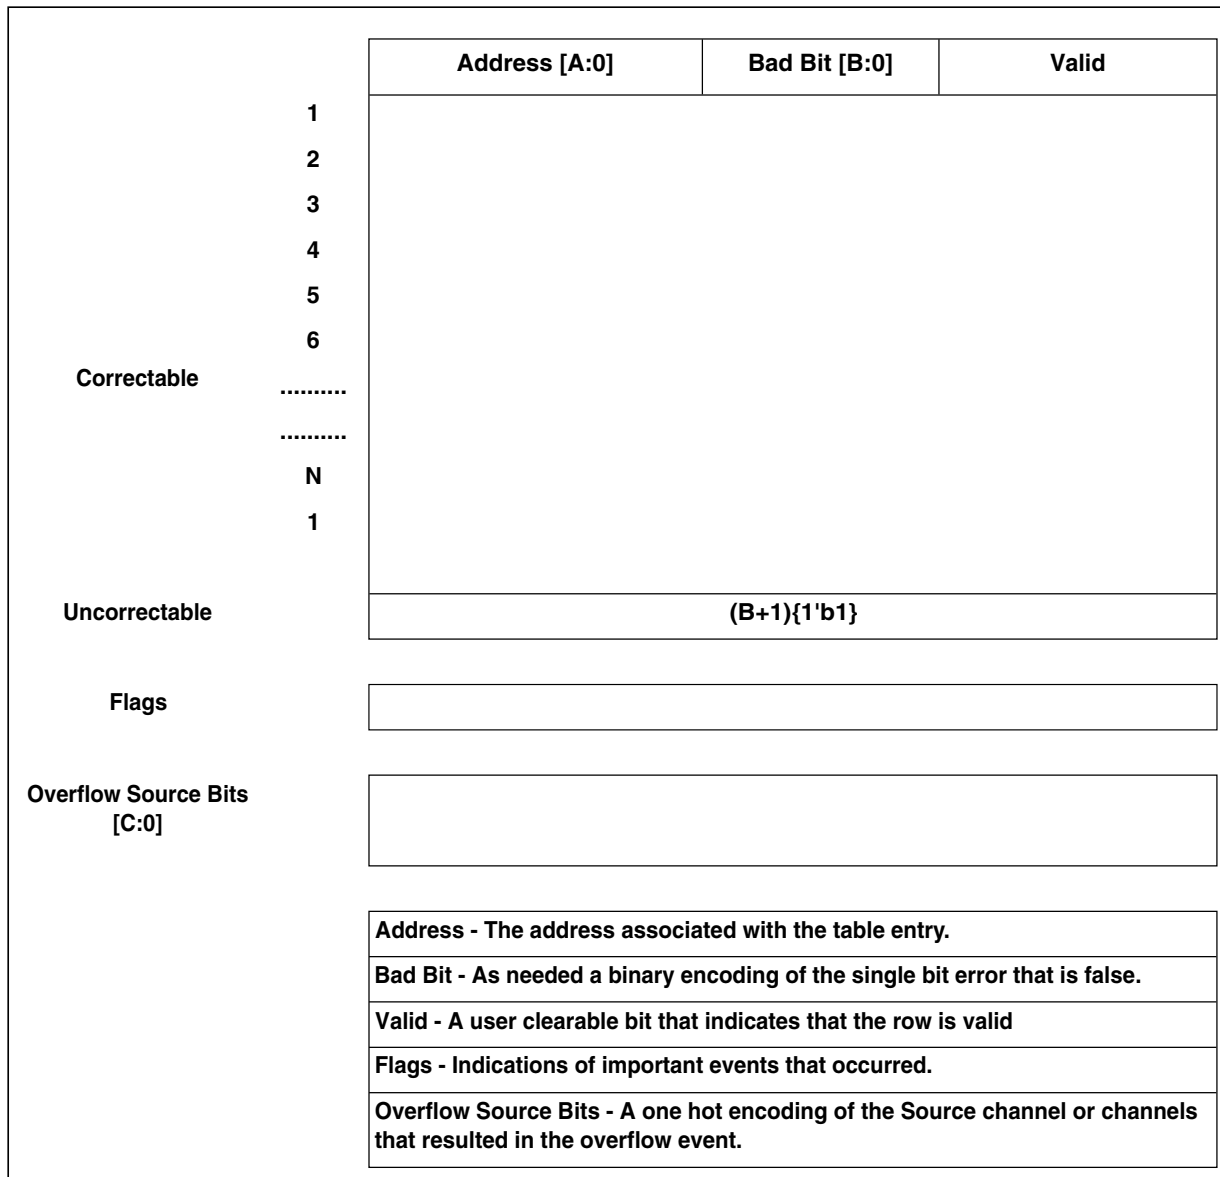 Address [A:0] Bad Bit [B:0] Valid
1
2
3
4
5
6
Correctable ..........
..........
N
1
Uncorrectable (B+1){1'b1}
Flags
Overflow Source Bits
[C:0]
Address - The address associated with the table entry.
Bad Bit - As needed a binary encoding of the single bit error that is false.
Valid - A user clearable bit that indicates that the row is valid
Flags - Indications of important events that occurred.
Overflow Source Bits - A one hot encoding of the Source channel or channels
that resulted in the overflow event.